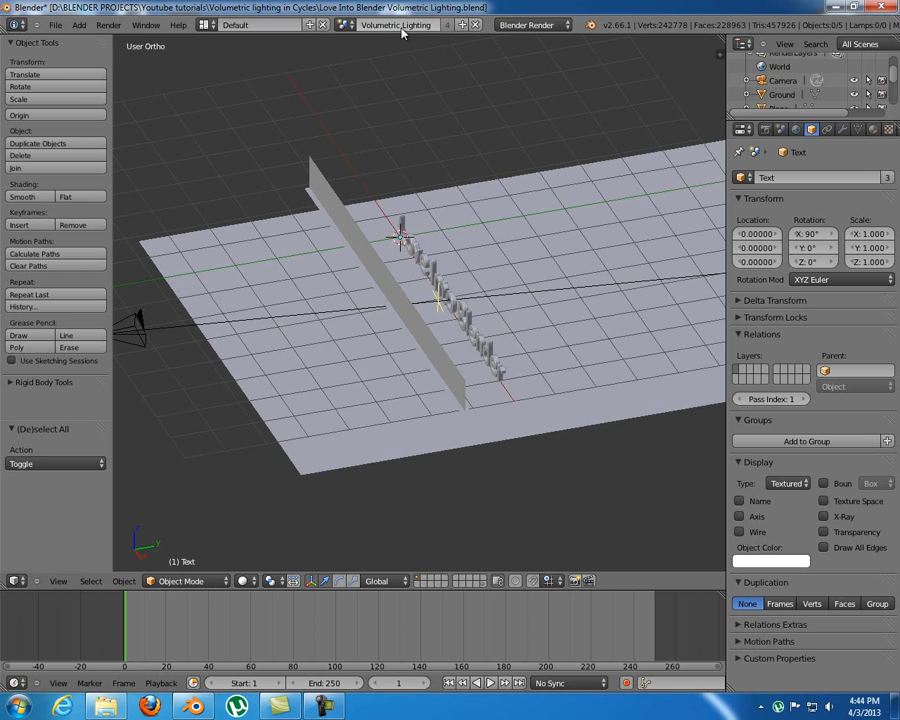 Blender* [D:\BLENDER PROJECTS\Youtube tutorials\Volumetric lighting in Cycles\Love Into Blender Volumetric Lighting.blend]
File Add Render Window Help Default Volumetric Lighting 4 Blender Render v2.66.1 | Verts:242778 | Faces:228963 | Tris:457926 | Objects:0/5 | Lamps:0/
Object Tools
Transform:
Translate
Rotate
Scale
Origin
Object:
Duplicate Objects
Delete
Join
Shading:
Smooth Flat
Keyframes:
Insert Remove
Motion Paths:
Calculate Paths
Clear Paths
Repeat:
Repeat Last
History...
Grease Pencil:
Draw Line
Poly Erase
Use Sketching Sessions
Rigid Body Tools
(De)select All
Action
Toggle
User Ortho
(1) Text
View Select Object Object Mode Global
-40 -20 0 20 40 60 80 100 120 140 160 180 200 220 240 260
View Marker Frame Playback Start: 1 End: 250 1 No Sync
View Search All Scenes
RenderLayers
World
Camera
Ground
Text
Text 3
Transform
Location: Rotation: Scale:
0.00000 X: 90° X: 1.000
0.00000 Y: 0° Y: 1.000
0.00000 Z: 0° Z: 1.000
Rotation Mod XYZ Euler
Delta Transform
Transform Locks
Relations
Layers: Parent:
Object
Pass Index: 1
Groups
Add to Group
Display
Type: Textured Boun Box
Name Texture Space
Axis X-Ray
Wire Transparency
Object Color: Draw All Edges
Duplication
None Frames Verts Faces Group
Relations Extras
Motion Paths
Custom Properties
4:44 PM
4/3/2013